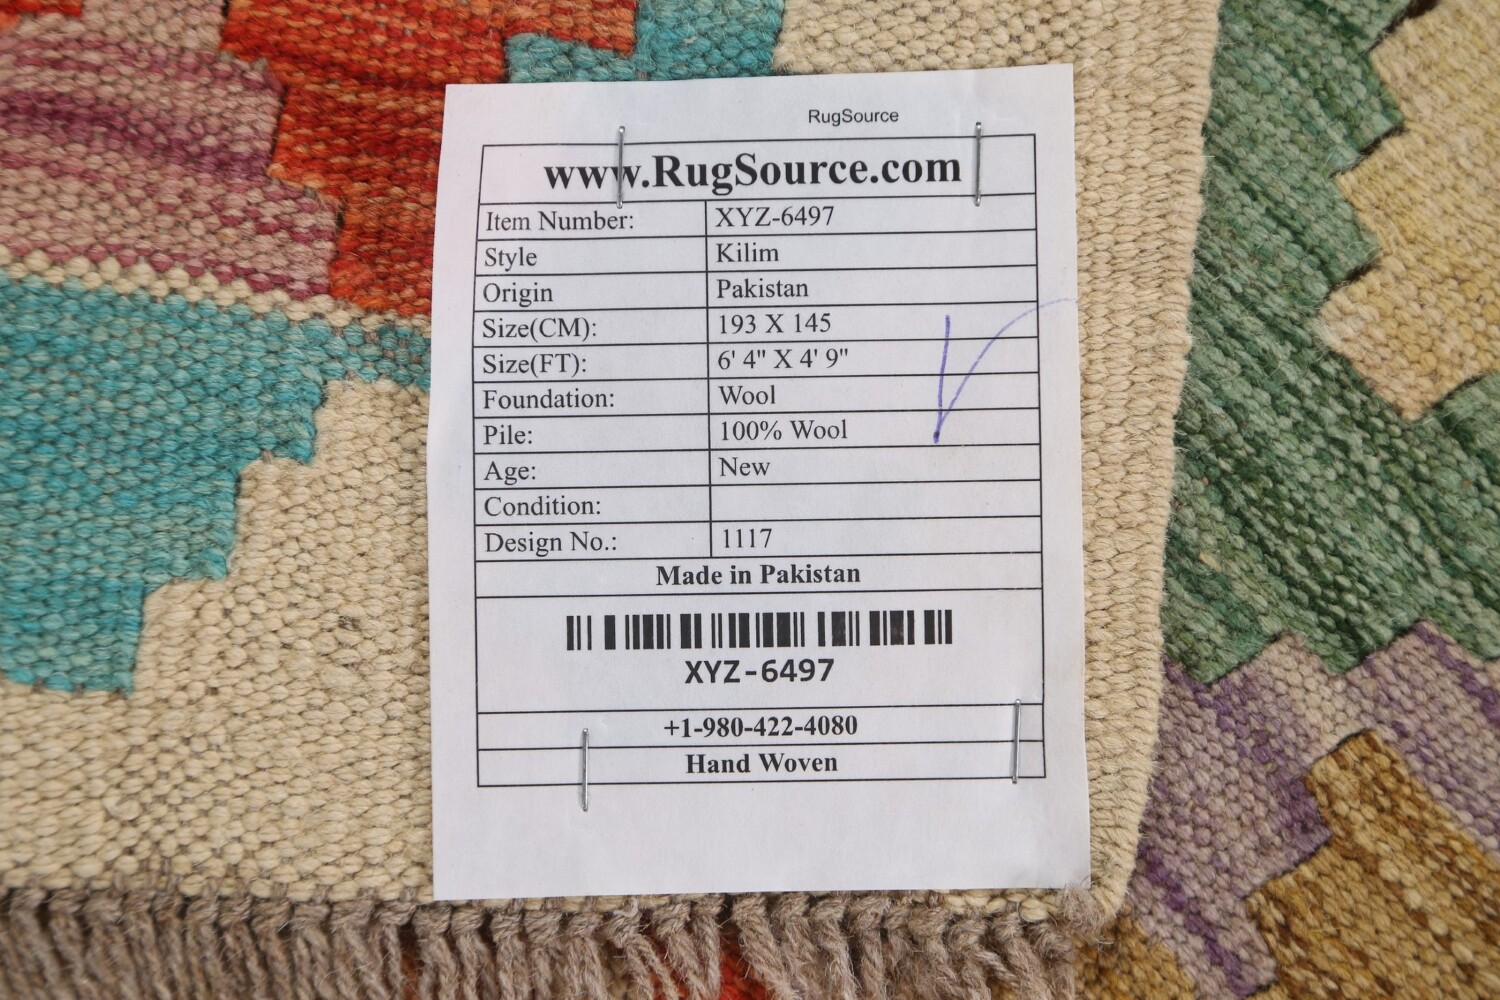 RugSource
www.RugSource.com
Item Number: XYZ-6497
Style Kilim
Origin Pakistan
Size(CM): 193 X 145
Size(FT): 6' 4" X 4' 9"
Foundation: Wool
Pile: 100% Wool
Age: New
Condition:
Design No.: 1117
Made in Pakistan
XYZ-6497
+1-980-422-4080
Hand Woven